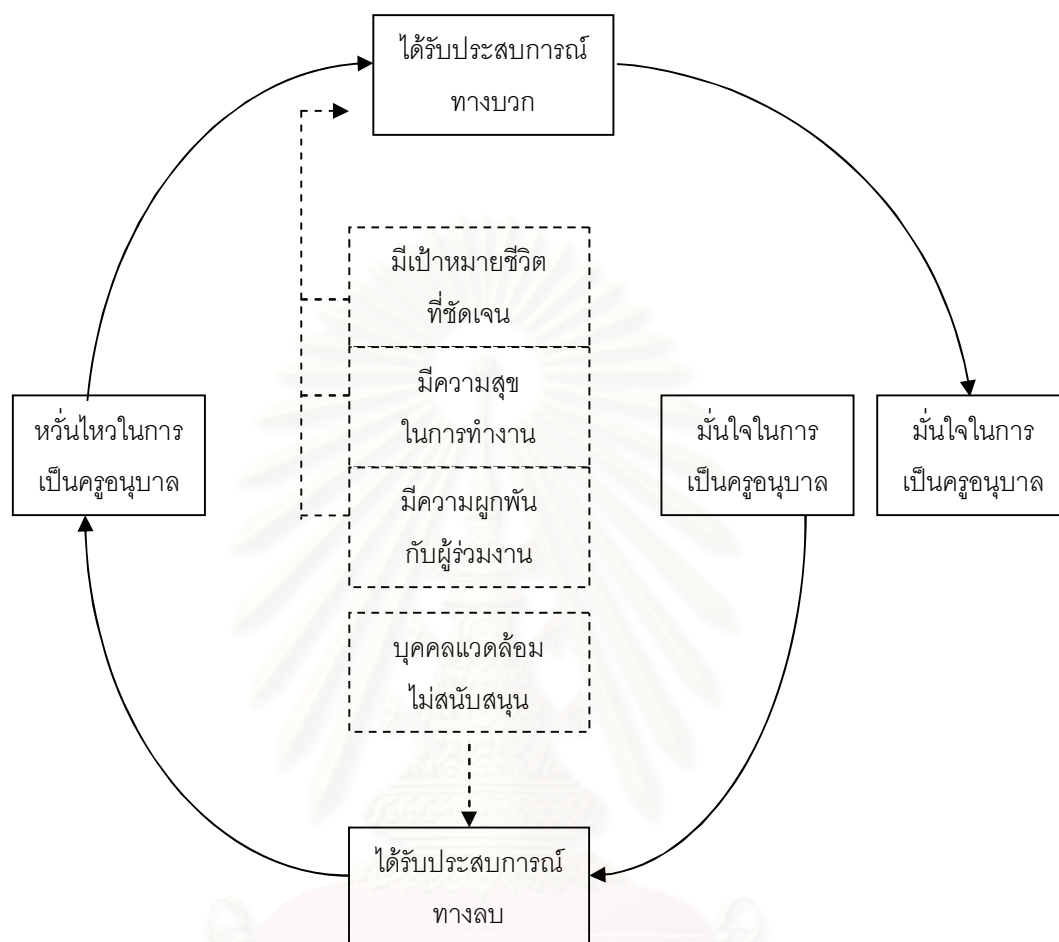 ได้รับประสบการณ์
ทางบวก
มีเป้าหมายชีวิต
ที่ชัดเจน
มีความสุข
ในการทำงาน
หวั่นไหวในการ
เป็นครูอนุบาล
มั่นใจในการ
เป็นครูอนุบาล
มั่นใจในการ
เป็นครูอนุบาล
มีความผูกพัน
กับผู้ร่วมงาน
บุคคลแวดล้อม
ไม่สนับสนุน
ได้รับประสบการณ์
ทางลบ